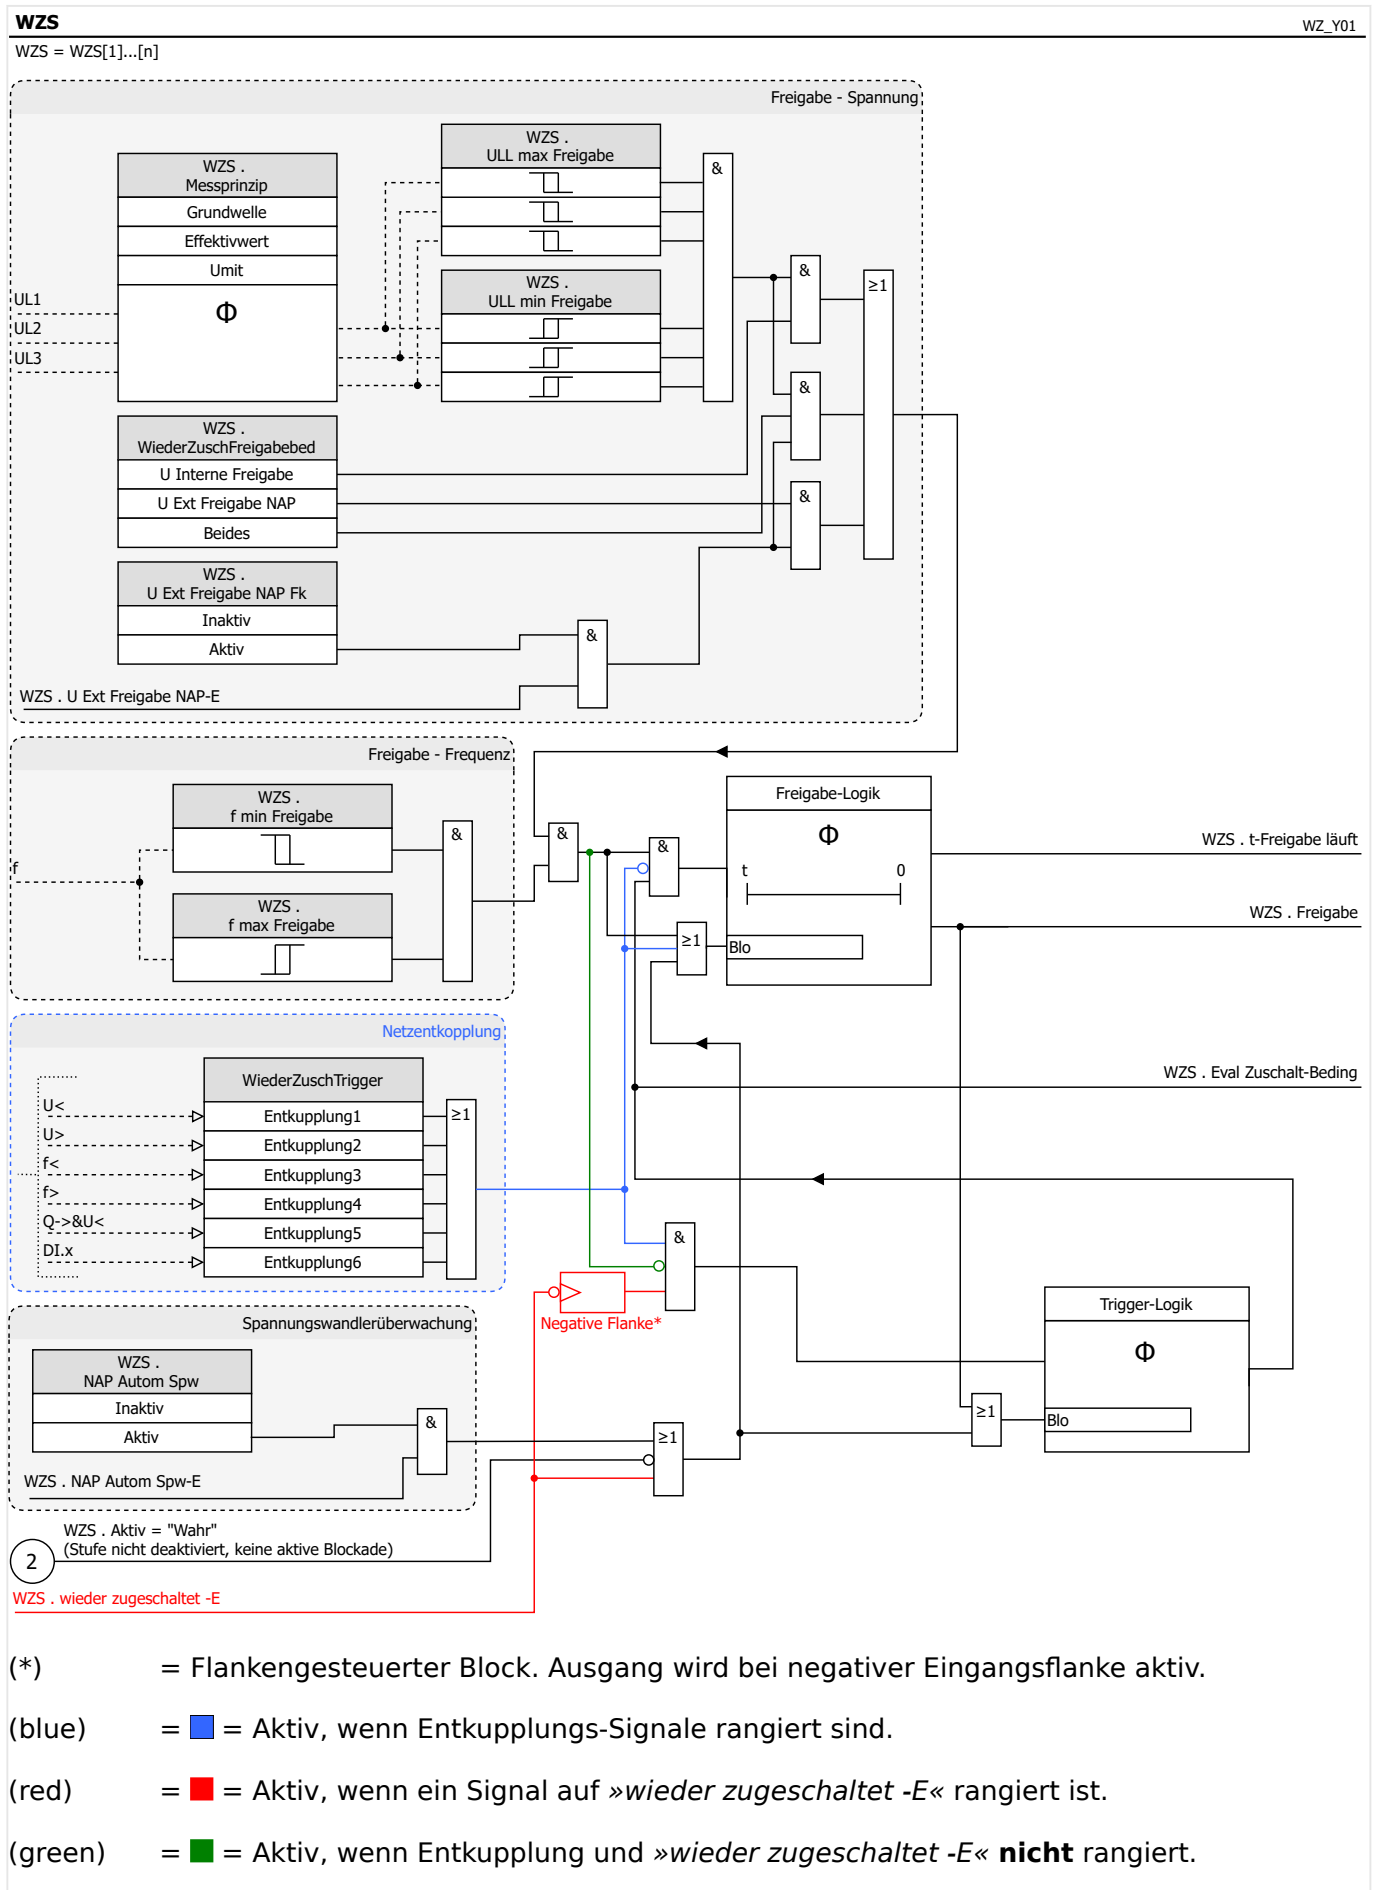 WZS
WZ_Y01
WZS = WZS[1]...[n]
Freigabe - Spannung
WZS .
Messprinzip
Grundwelle
Effektivwert
Umit
Φ
UL1
UL2
UL3
WZS .
ULL max Freigabe
WZS .
ULL min Freigabe
&
&
&
&
≥1
WZS .
WiederZuschFreigabebed
U Interne Freigabe
U Ext Freigabe NAP
Beides
WZS .
U Ext Freigabe NAP Fk
Inaktiv
Aktiv
&
WZS . U Ext Freigabe NAP-E
Freigabe - Frequenz
WZS .
f min Freigabe
f
WZS .
f max Freigabe
&
&
&
≥1
Freigabe-Logik
Φ
t 0
Blo
WZS . t-Freigabe läuft
WZS . Freigabe
Netzentkopplung
WiederZuschTrigger
U<
Entkupplung1
U>
Entkupplung2
f<
Entkupplung3
f>
Entkupplung4
Q->&U<
Entkupplung5
DI.x
Entkupplung6
≥1
WZS . Eval Zuschalt-Beding
&
Negative Flanke*
Trigger-Logik
Φ
Blo
≥1
Spannungswandlerüberwachung
WZS .
NAP Autom Spw
Inaktiv
Aktiv
&
≥1
WZS . NAP Autom Spw-E
2
WZS . Aktiv = "Wahr"
(Stufe nicht deaktiviert, keine aktive Blockade)
WZS . wieder zugeschaltet -E
(*) = Flankengesteuerter Block. Ausgang wird bei negativer Eingangsflanke aktiv.
(blue) = = Aktiv, wenn Entkupplungs-Signale rangiert sind.
(red) = = Aktiv, wenn ein Signal auf »wieder zugeschaltet -E« rangiert ist.
(green) = = Aktiv, wenn Entkupplung und »wieder zugeschaltet -E« nicht rangiert.